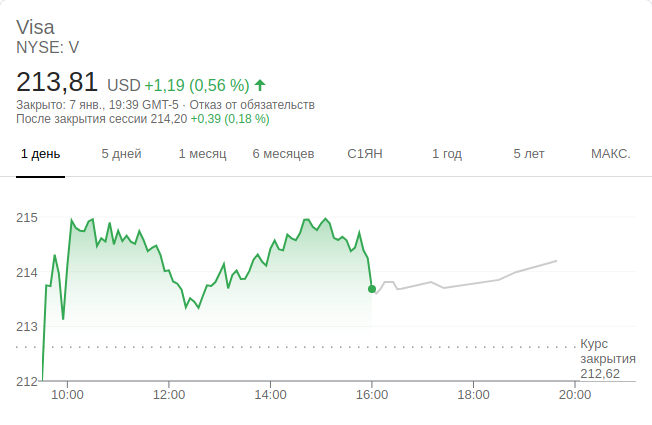 Visa
NYSE: V
213,81 USD +1,19 (0,56 %)
Закрыто: 7 янв., 19:39 GMT-5 · Отказ от обязательств
После закрытия сессии 214,20 +0,39 (0,18 %)
1 день 5 дней 1 месяц 6 месяцев С1ЯН 1 год 5 лет МАКС.
215
214
213
Курс
закрытия
212,62
212
10:00 12:00 14:00 16:00 18:00 20:00